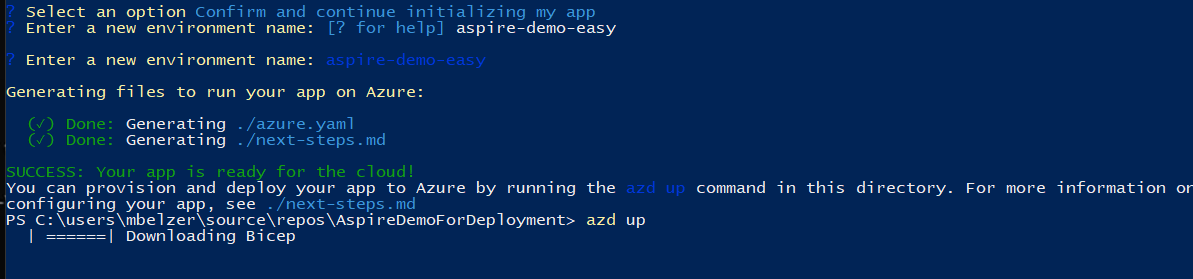 ? Select an option Confirm and continue initializing my app
? Enter a new environment name: [? for help] aspire-demo-easy
? Enter a new environment name: aspire-demo-easy
Generating files to run your app on Azure:
(✓) Done: Generating ./azure.yaml
(✓) Done: Generating ./next-steps.md
SUCCESS: Your app is ready for the cloud!
You can provision and deploy your app to Azure by running the azd up command in this directory. For more information on
configuring your app, see ./next-steps.md
PS C:\users\mbelzer\source\repos\AspireDemoForDeployment> azd up
| ======| Downloading Bicep